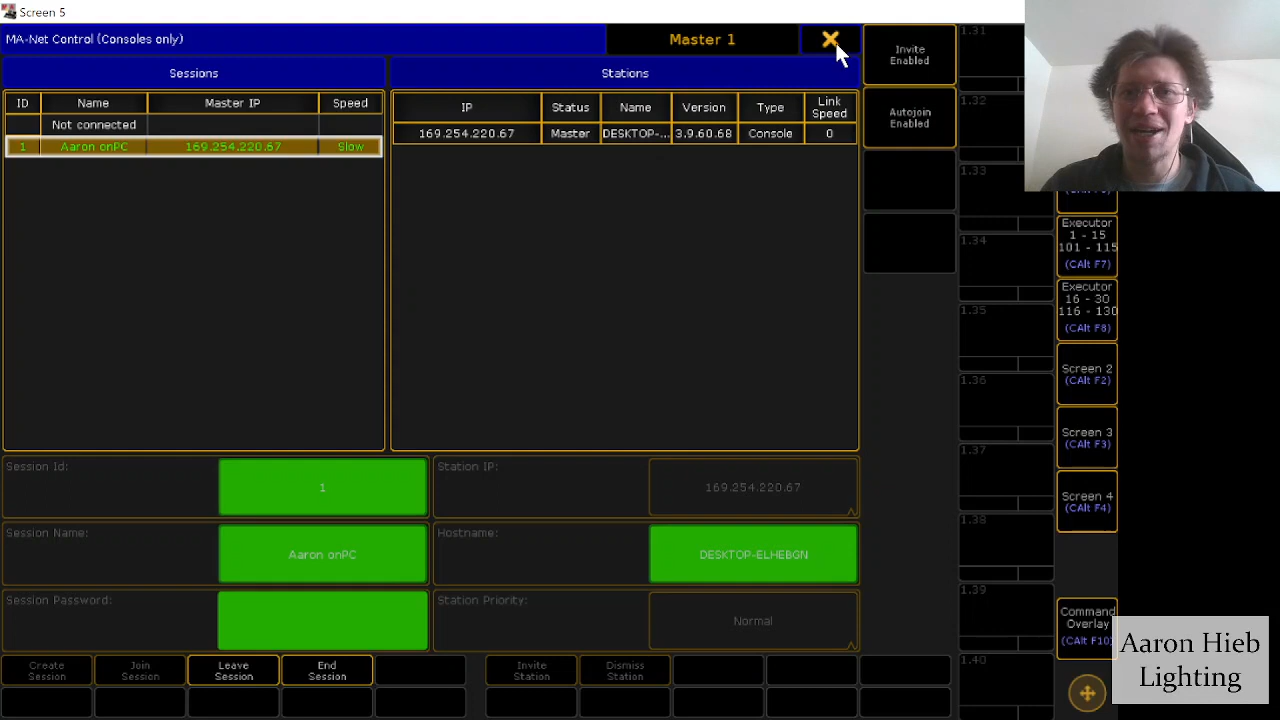 Screen 5
MA-Net Control (Consoles only)
Master 1
Sessions
Stations
ID Name Master IP Speed
Not connected
1 Aaron onPC 169.254.220.67 Slow
IP Status Name Version Type Link Speed
169.254.220.67 Master DESKTOP-... 3.9.60.68 Console 0
Invite
Enabled
Autojoin
Enabled
1.31
1.32
1.33
1.34
1.35
1.36
1.37
1.38
1.39
1.40
Executor
1 - 15
101 - 115
(CAlt F7)
Executor
16 - 30
116 - 130
(CAlt F8)
Screen 2
(CAlt F2)
Screen 3
(CAlt F3)
Screen 4
(CAlt F4)
Command
Overlay
(CAlt F10)
Session Id:
1
Station IP:
169.254.220.67
Session Name:
Aaron onPC
Hostname:
DESKTOP-ELHEBGN
Session Password:
Station Priority:
Normal
Create
Session
Join
Session
Leave
Session
End
Session
Invite
Station
Dismiss
Station
Aaron Hieb
Lighting